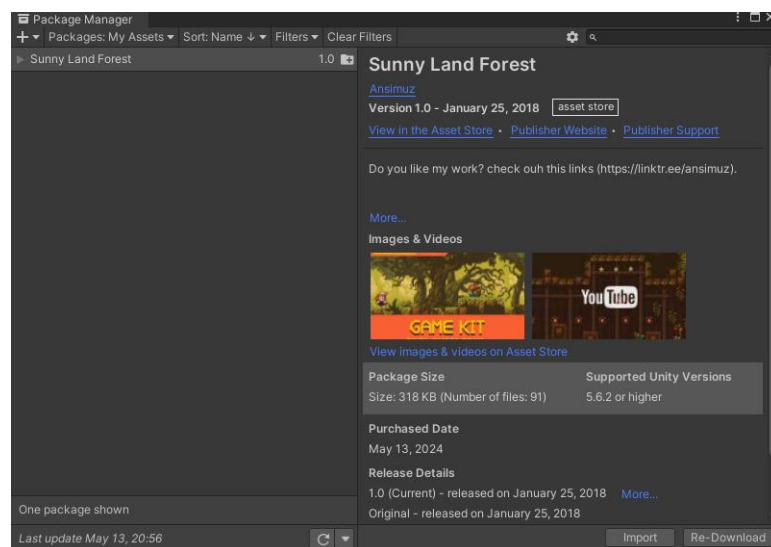 Package Manager
Packages: My Assets Sort: Name ↓ Filters Clear Filters
Sunny Land Forest 1.0
One package shown
Last update May 13, 20:56
Sunny Land Forest
Ansimuz
Version 1.0 - January 25, 2018 asset store
View in the Asset Store • Publisher Website • Publisher Support
Do you like my work? check ouh this links (https://linktr.ee/ansimuz).
More...
Images & Videos
GAME KIT
YouTube
View images & videos on Asset Store
Package Size Supported Unity Versions
Size: 318 KB (Number of files: 91) 5.6.2 or higher
Purchased Date
May 13, 2024
Release Details
1.0 (Current) - released on January 25, 2018 More...
Original - released on January 25, 2018
Import Re-Download